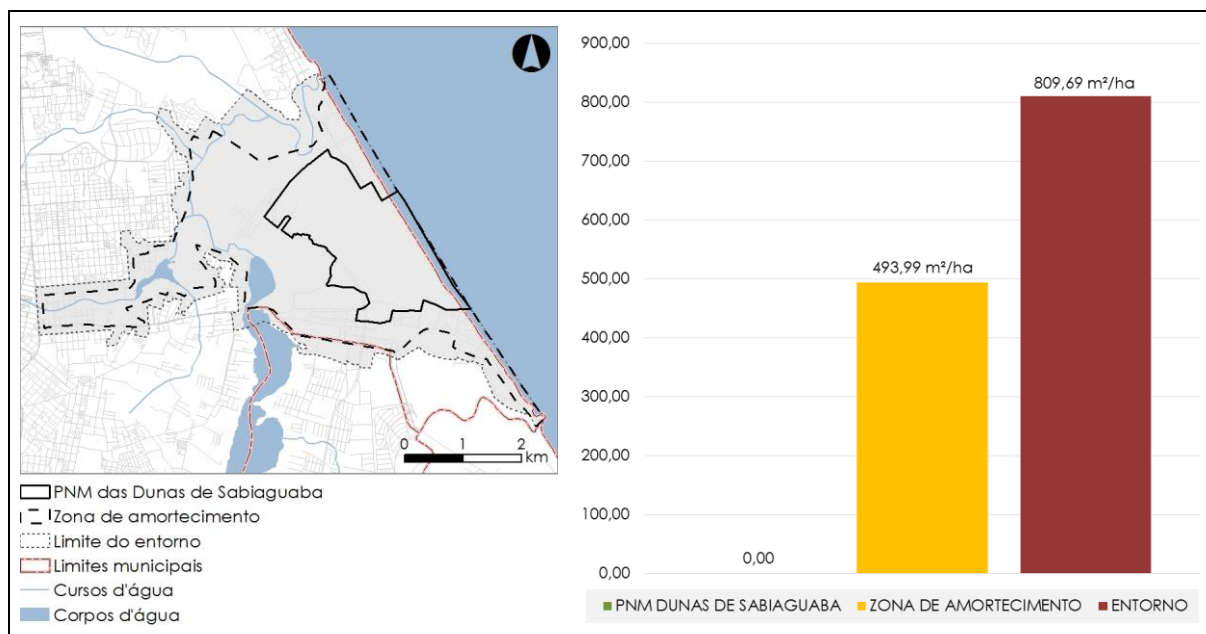 0 1 2
km
PNM das Dunas de Sabiaguaba
Zona de amortecimento
Limite do entorno
Limites municipais
Cursos d'água
Corpos d'água
900,00
800,00
700,00
600,00
500,00
400,00
300,00
200,00
100,00
0,00
0,00
493,99 m²/ha
809,69 m²/ha
PNM DUNAS DE SABIAGUABA ZONA DE AMORTECIMENTO ENTORNO